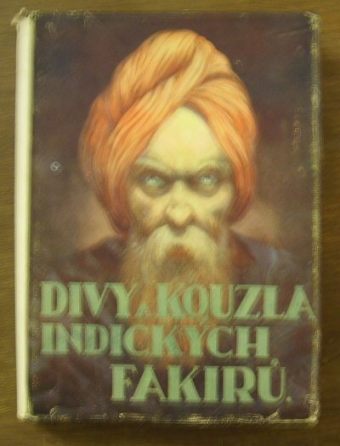 DIVY A KOUZLA
INDICKÝCH
FAKIRŮ.